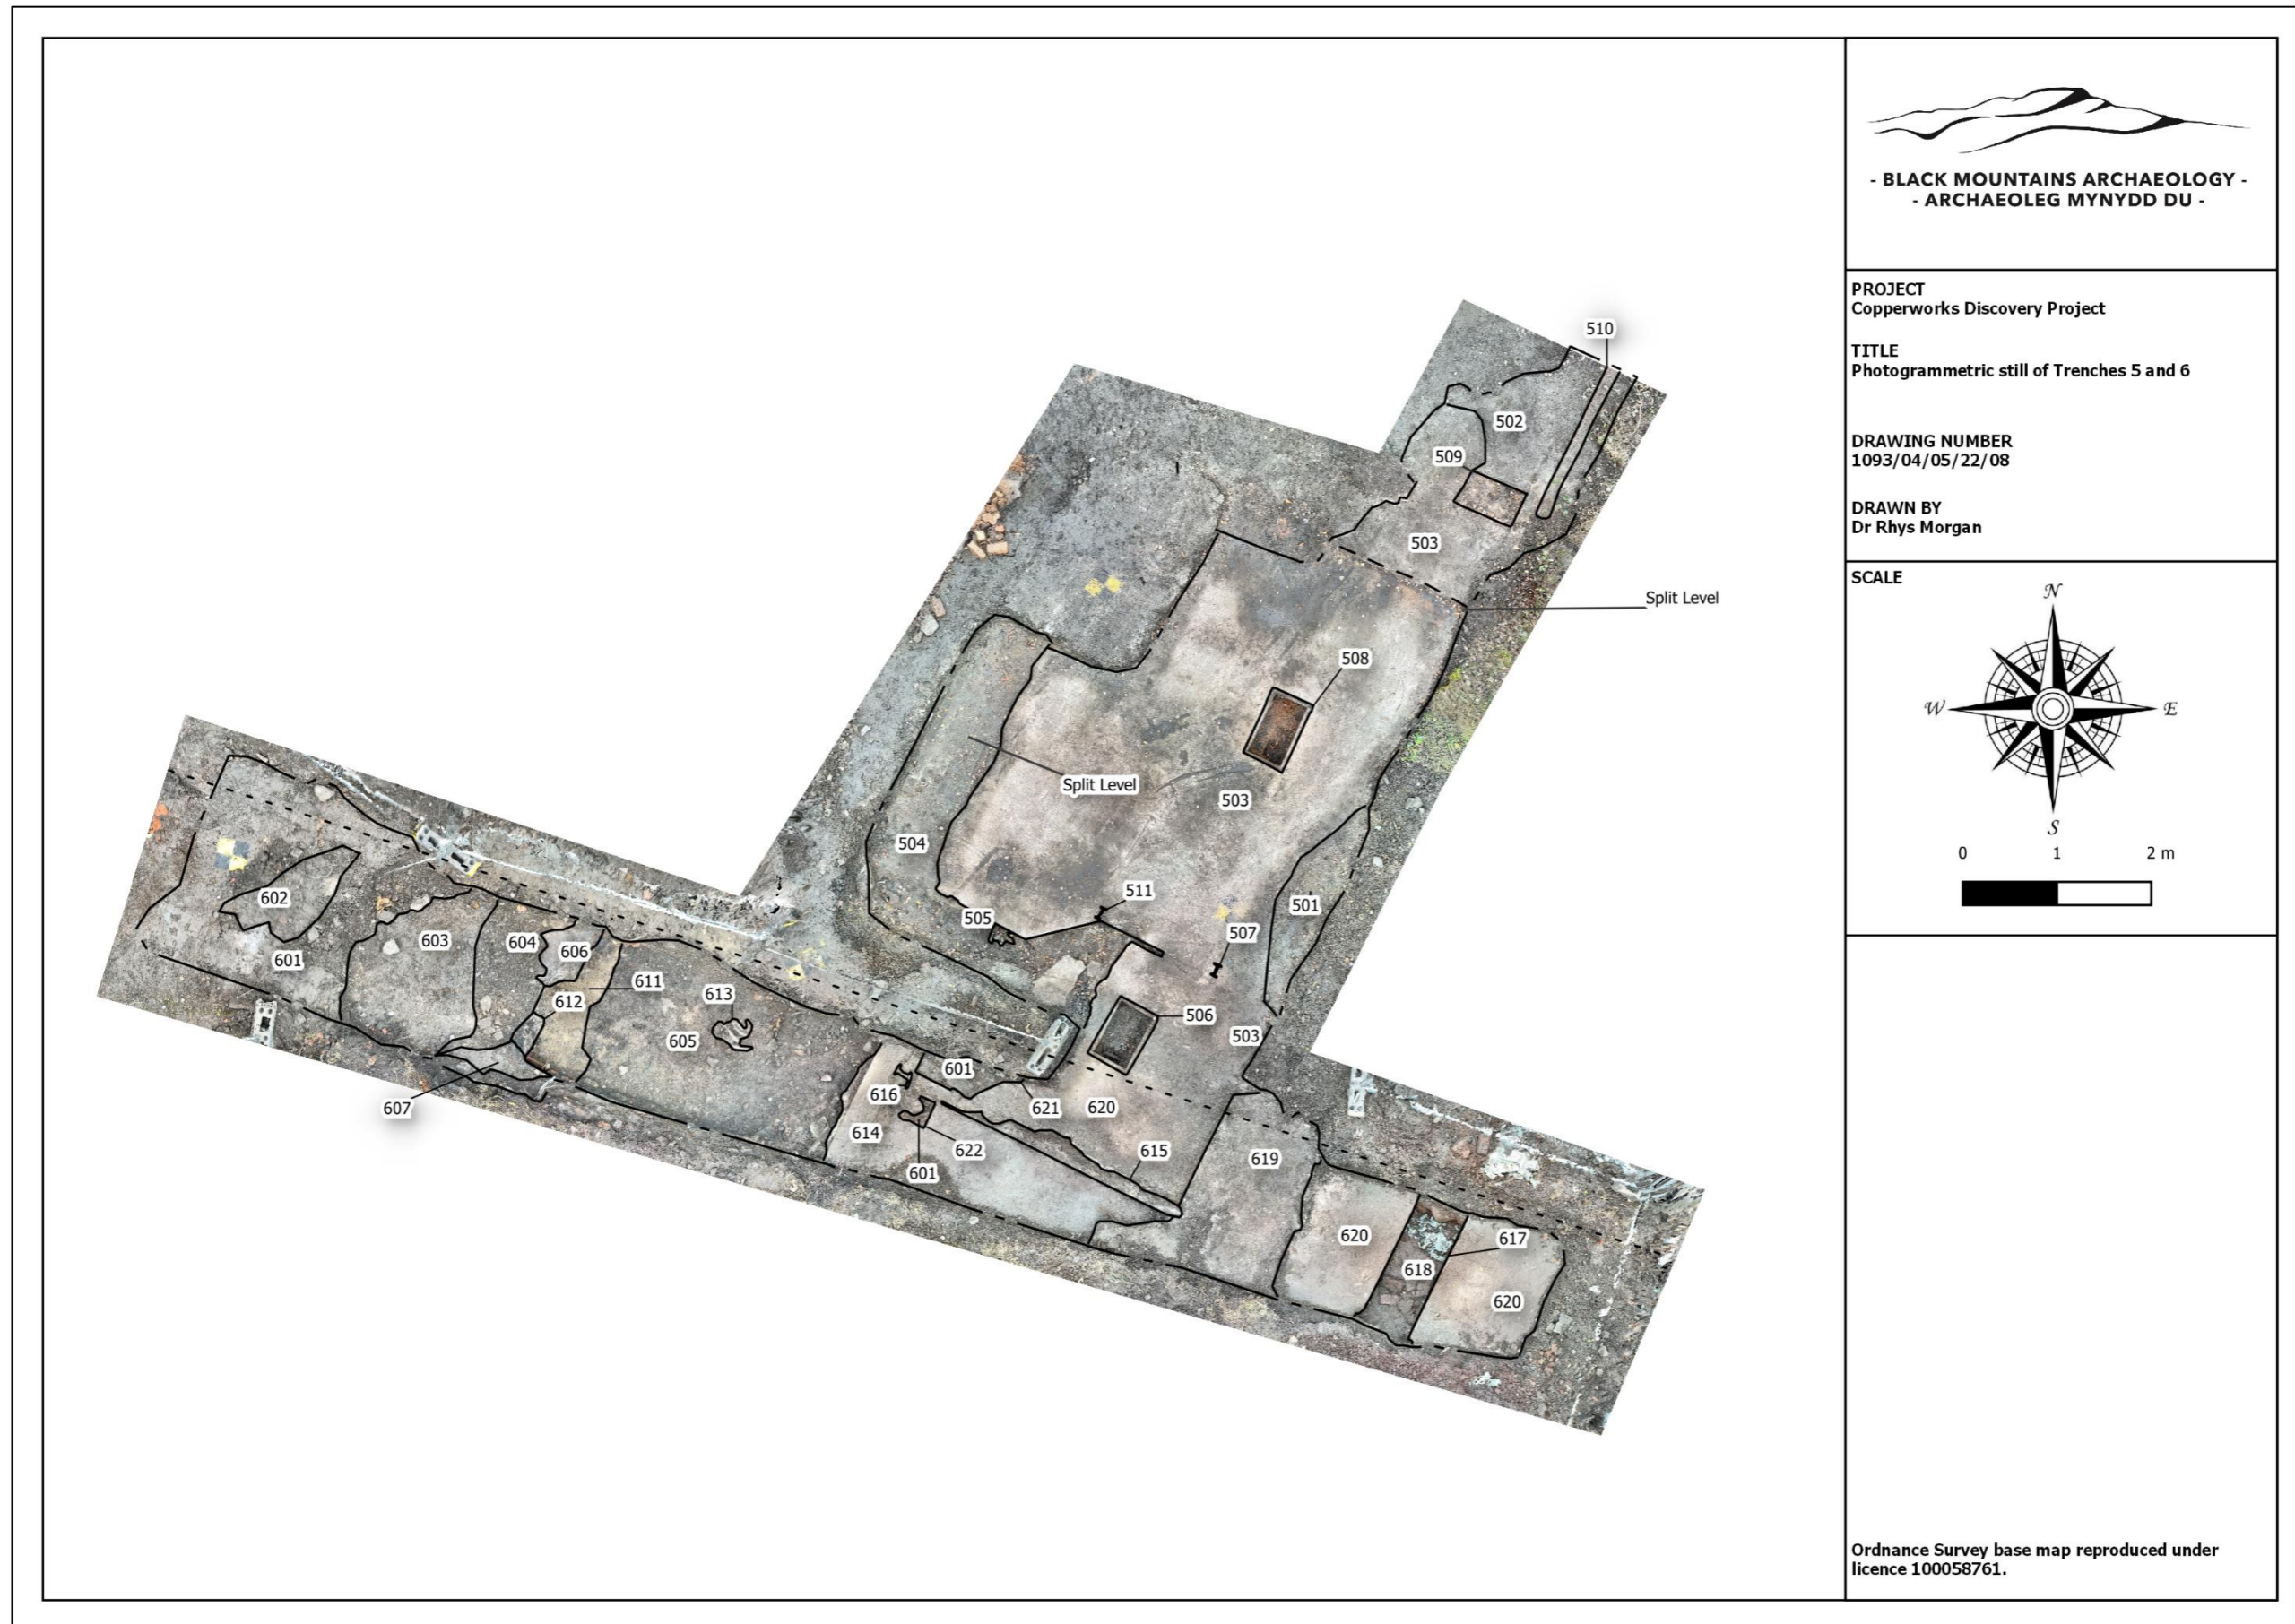 510
502
509
503
Split Level
508
Split Level
503
504
511
505
501
507
602
603
604
606
601
611
612
613
605
506
503
601
607
616
621
620
614
622
615
601
619
620
617
618
620
- BLACK MOUNTAINS ARCHAEOLOGY -
- ARCHAEOLEG MYNYDD DU -
PROJECT
Copperworks Discovery Project
TITLE
Photogrammetric still of Trenches 5 and 6
DRAWING NUMBER
1093/04/05/22/08
DRAWN BY
Dr Rhys Morgan
SCALE
N
W E
S
0 1 2 m
Ordnance Survey base map reproduced under
licence 100058761.